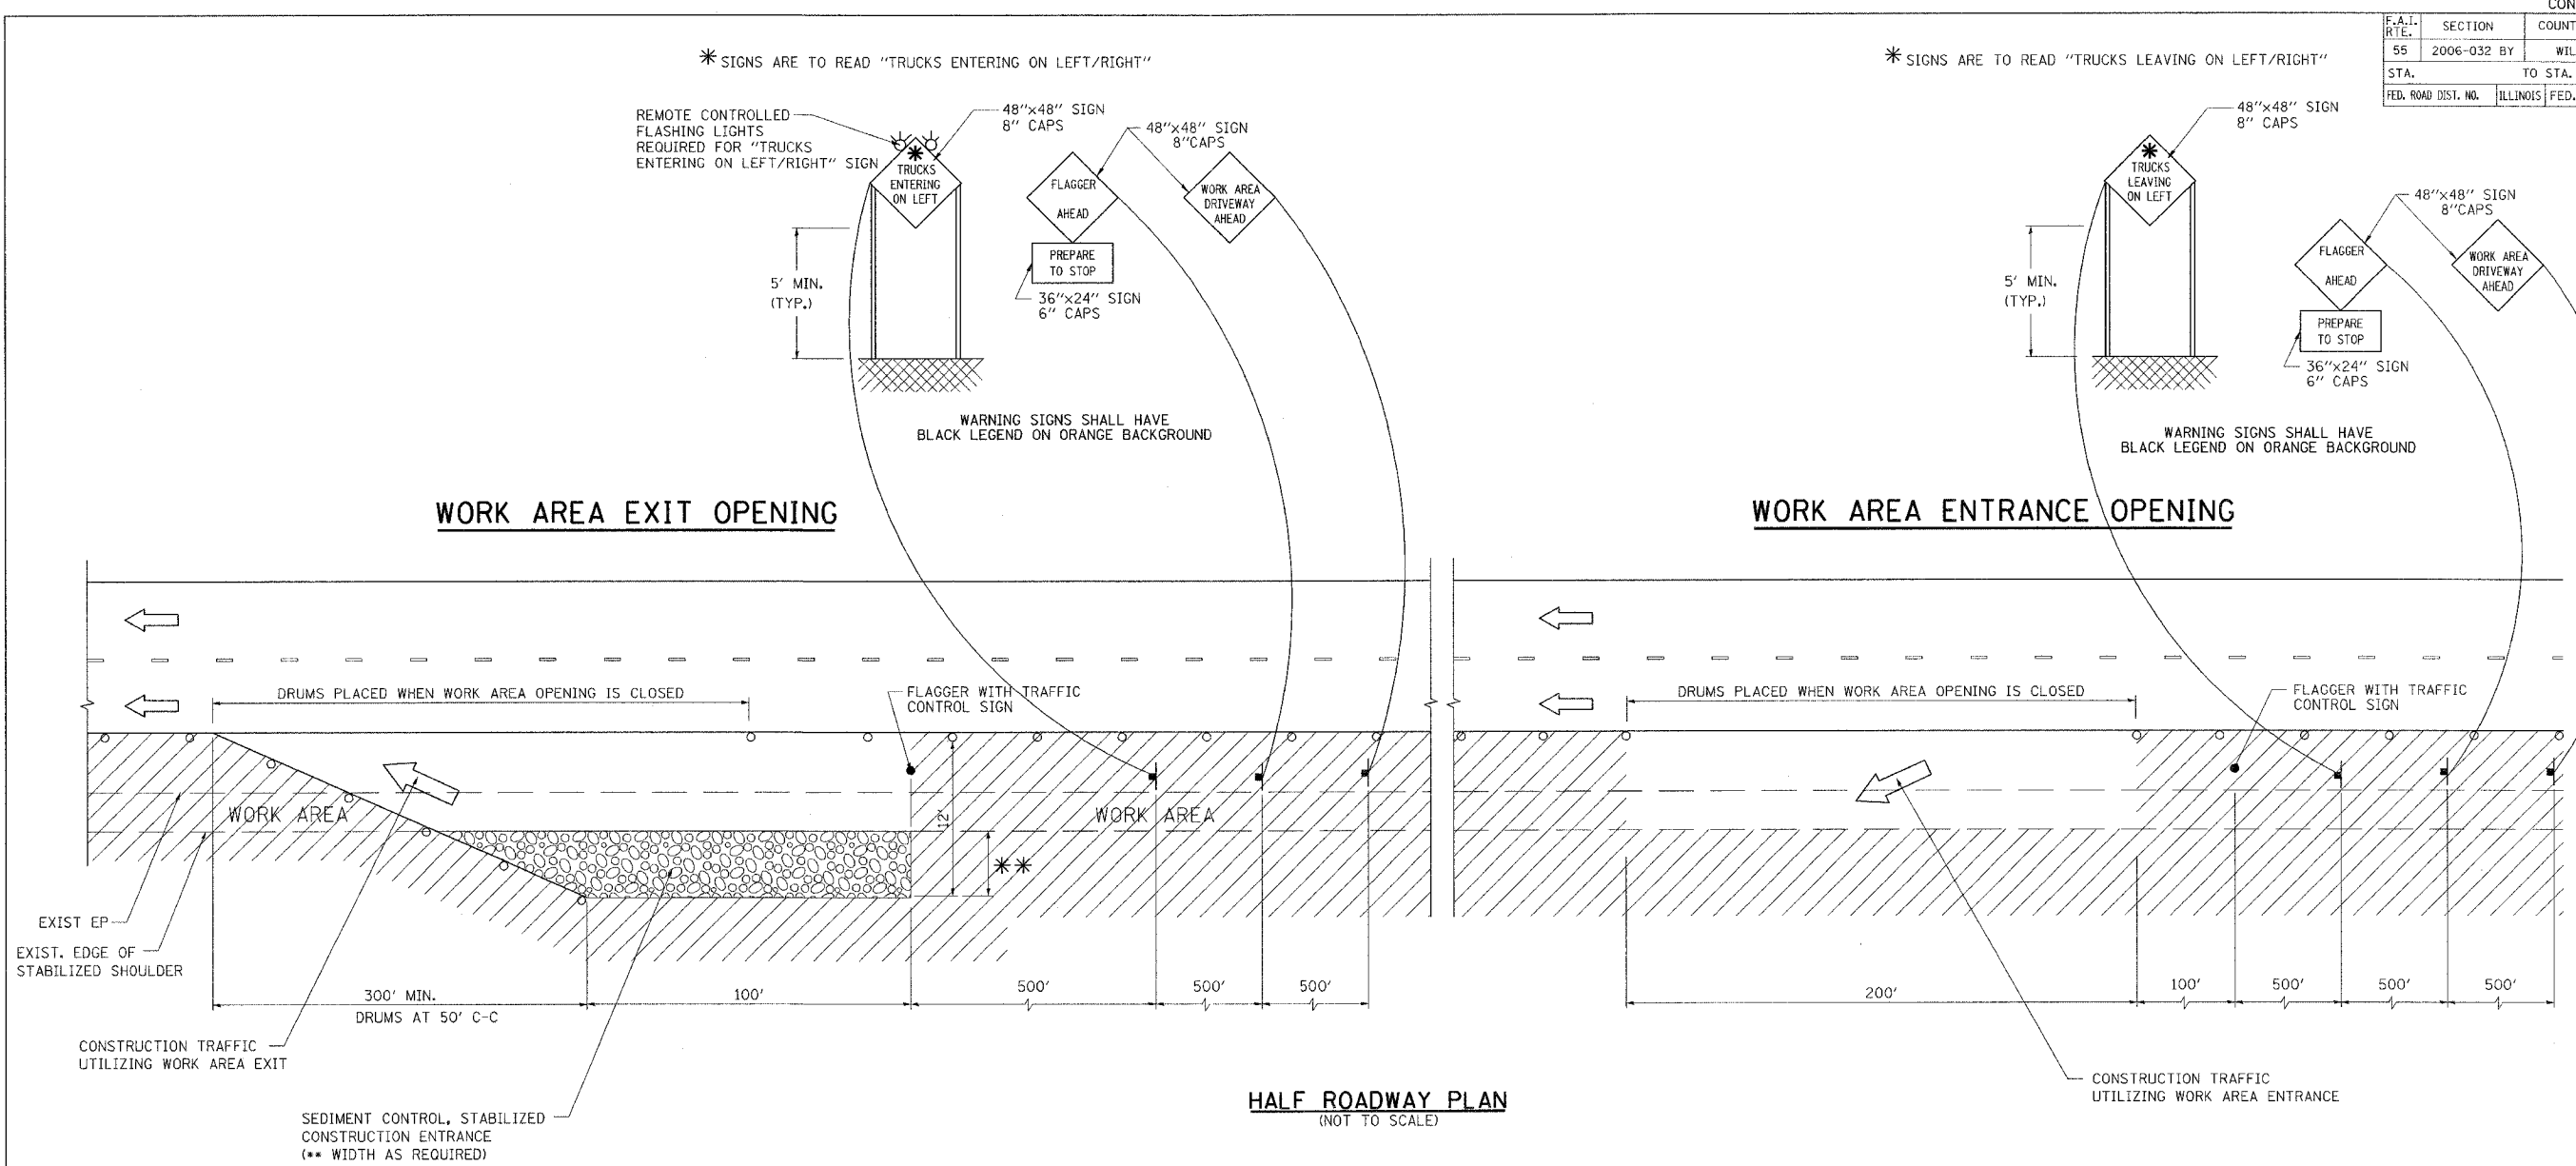 CON
F.A.I. RTE. SECTION COUNT
55 2006-032 BY WIL
STA. TO STA.
FED. ROAD DIST. NO. ILLINOIS FED.
*SIGNS ARE TO READ "TRUCKS ENTERING ON LEFT/RIGHT"
REMOTE CONTROLLED
FLASHING LIGHTS
REQUIRED FOR "TRUCKS
ENTERING ON LEFT/RIGHT" SIGN
48"x48" SIGN
8" CAPS
*
TRUCKS
ENTERING
ON LEFT
48"x48" SIGN
8"CAPS
FLAGGER
AHEAD
PREPARE
TO STOP
36"x24" SIGN
6" CAPS
WORK AREA
DRIVEWAY
AHEAD
5' MIN.
(TYP.)
WARNING SIGNS SHALL HAVE
BLACK LEGEND ON ORANGE BACKGROUND
WORK AREA EXIT OPENING
*SIGNS ARE TO READ "TRUCKS LEAVING ON LEFT/RIGHT"
48"x48" SIGN
8" CAPS
*
TRUCKS
LEAVING
ON LEFT
48"x48" SIGN
8"CAPS
FLAGGER
AHEAD
PREPARE
TO STOP
36"x24" SIGN
6" CAPS
WORK AREA
DRIVEWAY
AHEAD
5' MIN.
(TYP.)
WARNING SIGNS SHALL HAVE
BLACK LEGEND ON ORANGE BACKGROUND
WORK AREA ENTRANCE OPENING
DRUMS PLACED WHEN WORK AREA OPENING IS CLOSED
FLAGGER WITH TRAFFIC
CONTROL SIGN
WORK AREA
12'
**
WORK AREA
EXIST EP
EXIST. EDGE OF
STABILIZED SHOULDER
300' MIN.
DRUMS AT 50' C-C
100'
500'
500'
500'
CONSTRUCTION TRAFFIC
UTILIZING WORK AREA EXIT
SEDIMENT CONTROL, STABILIZED
CONSTRUCTION ENTRANCE
(** WIDTH AS REQUIRED)
DRUMS PLACED WHEN WORK AREA OPENING IS CLOSED
FLAGGER WITH TRAFFIC
CONTROL SIGN
200'
100'
500'
500'
500'
CONSTRUCTION TRAFFIC
UTILIZING WORK AREA ENTRANCE
HALF ROADWAY PLAN
(NOT TO SCALE)